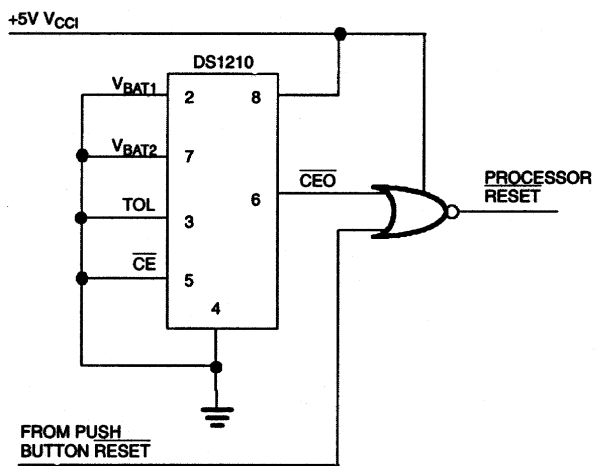 +5V VCCI
DS1210
VBAT1 2 8
VBAT2 7
CEO
6
TOL 3
CE 5
4
PROCESSOR
RESET
FROM PUSH
BUTTON RESET